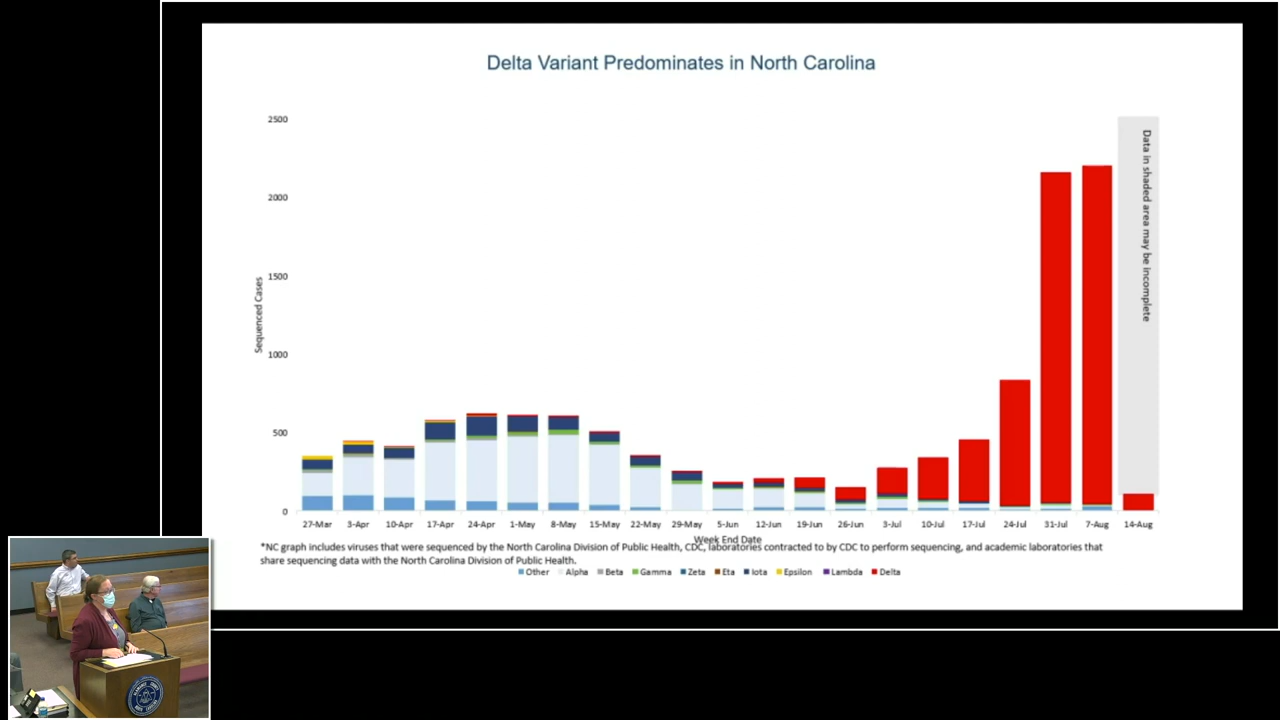 Delta Variant Predominates in North Carolina
2500
2000
1500
1000
500
0
Sequenced Cases
Data in shaded area may be incomplete
27-Mar 3-Apr 10-Apr 17-Apr 24-Apr 1-May 8-May 15-May 22-May 29-May 5-Jun 12-Jun 19-Jun 26-Jun 3-Jul 10-Jul 17-Jul 24-Jul 31-Jul 7-Aug 14-Aug
Week End Date
*NC graph includes viruses that were sequenced by the North Carolina Division of Public Health, CDC, laboratories contracted to by CDC to perform sequencing, and academic laboratories that
share sequencing data with the North Carolina Division of Public Health.
Other Alpha Beta Gamma Zeta Eta Iota Epsilon Lambda Delta